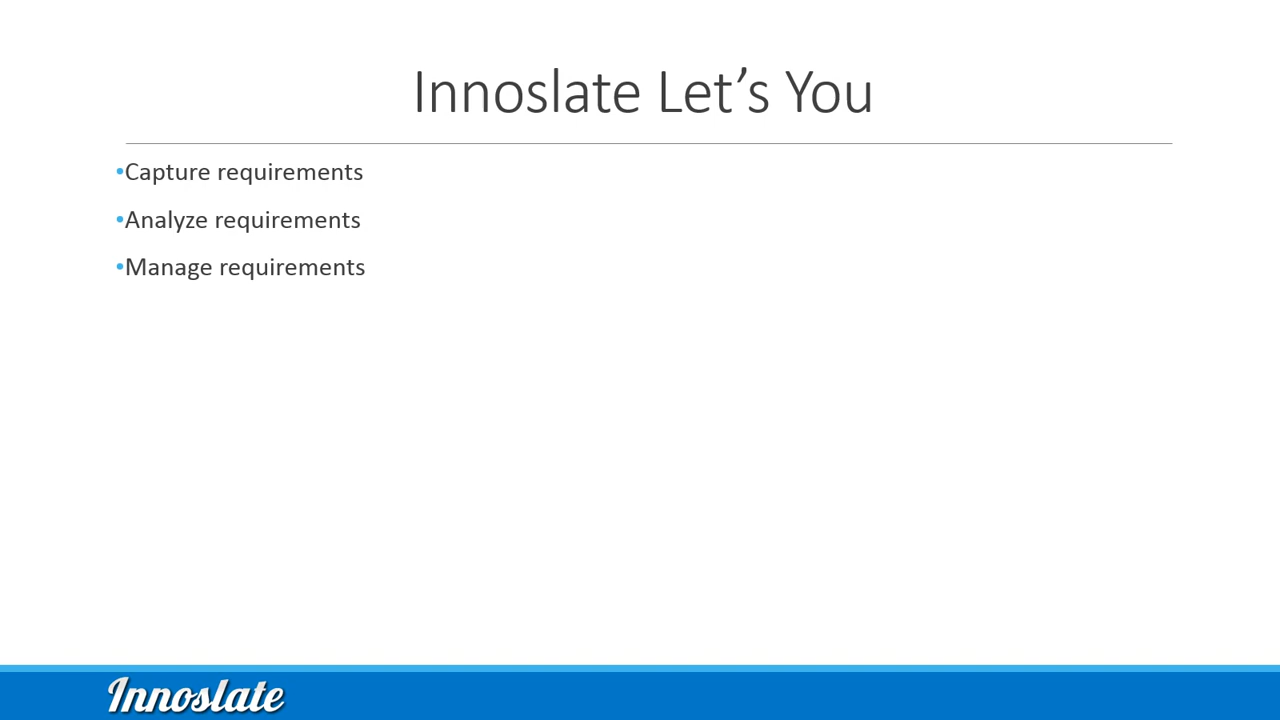 Innoslate Let’s You
•Capture requirements
•Analyze requirements
•Manage requirements
Innoslate